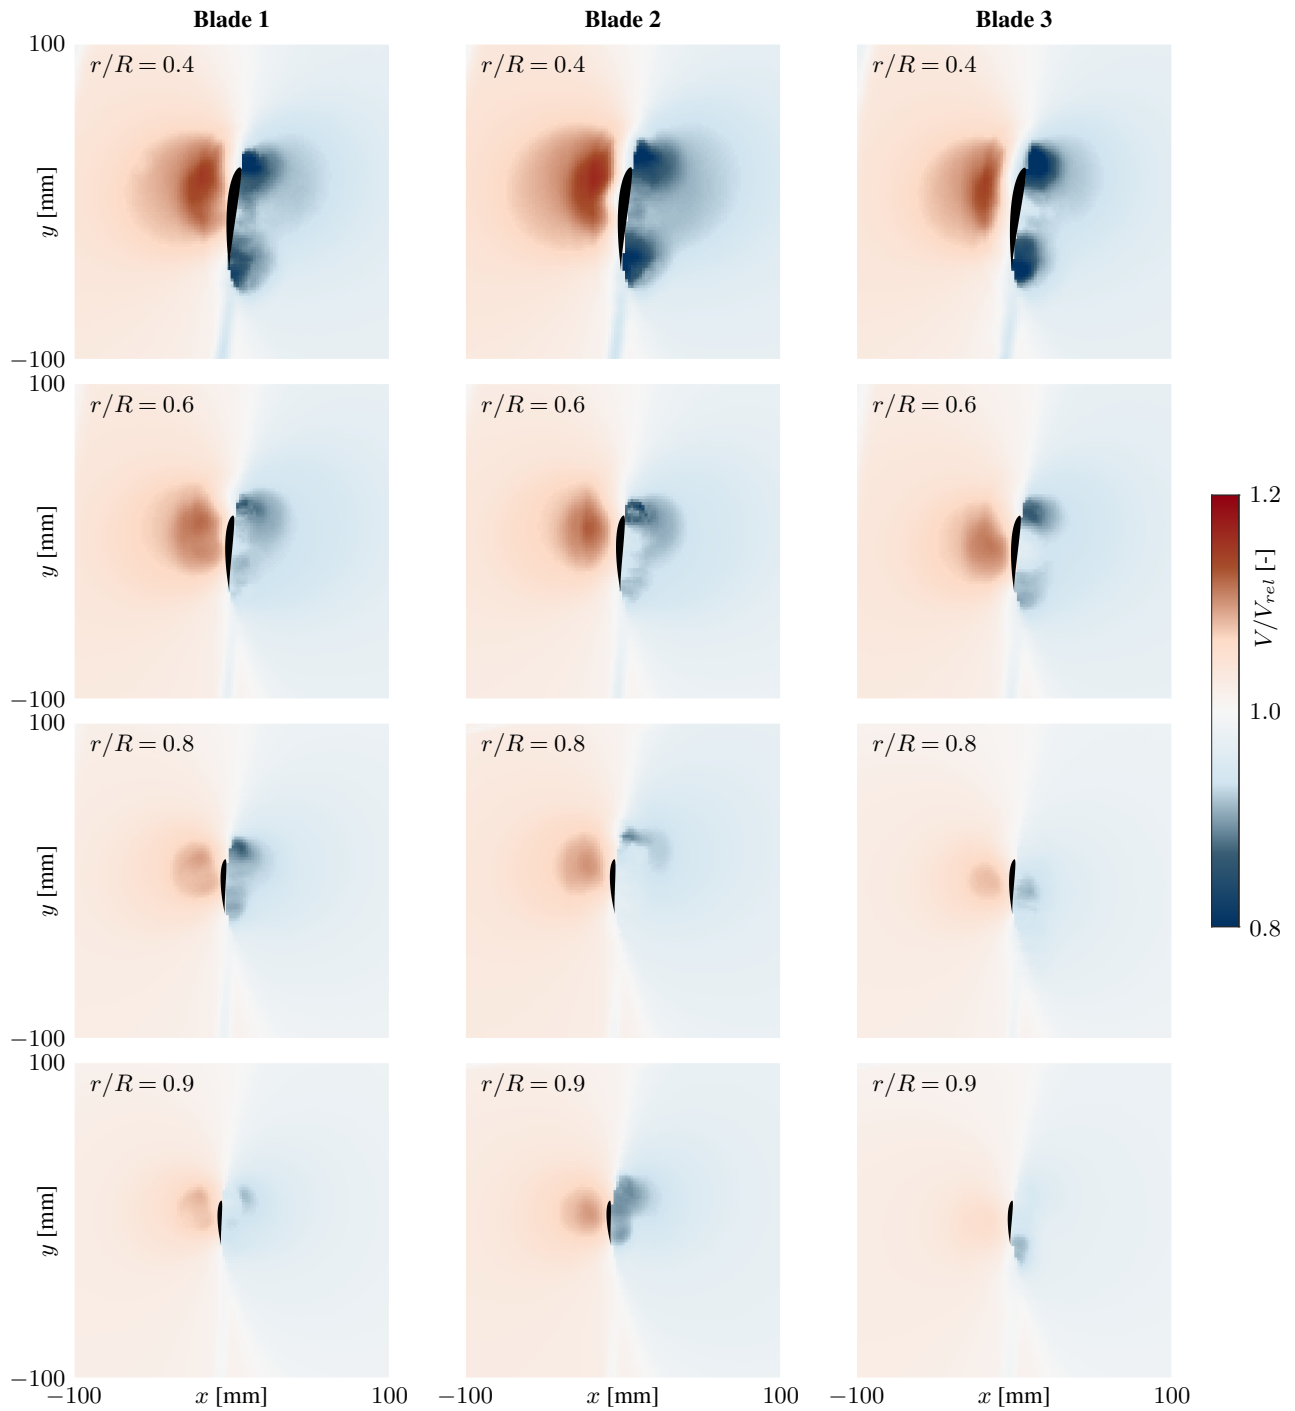 Blade 1 Blade 2 Blade 3
100
r/R = 0.4 r/R = 0.4 r/R = 0.4
y [mm]
−100
100
r/R = 0.6 r/R = 0.6 r/R = 0.6
1.2
y [mm]
V/V_rel [-]
−100
1.0
100
r/R = 0.8 r/R = 0.8 r/R = 0.8
y [mm]
0.8
−100
100
r/R = 0.9 r/R = 0.9 r/R = 0.9
y [mm]
−100
−100 x [mm] 100 −100 x [mm] 100 −100 x [mm] 100